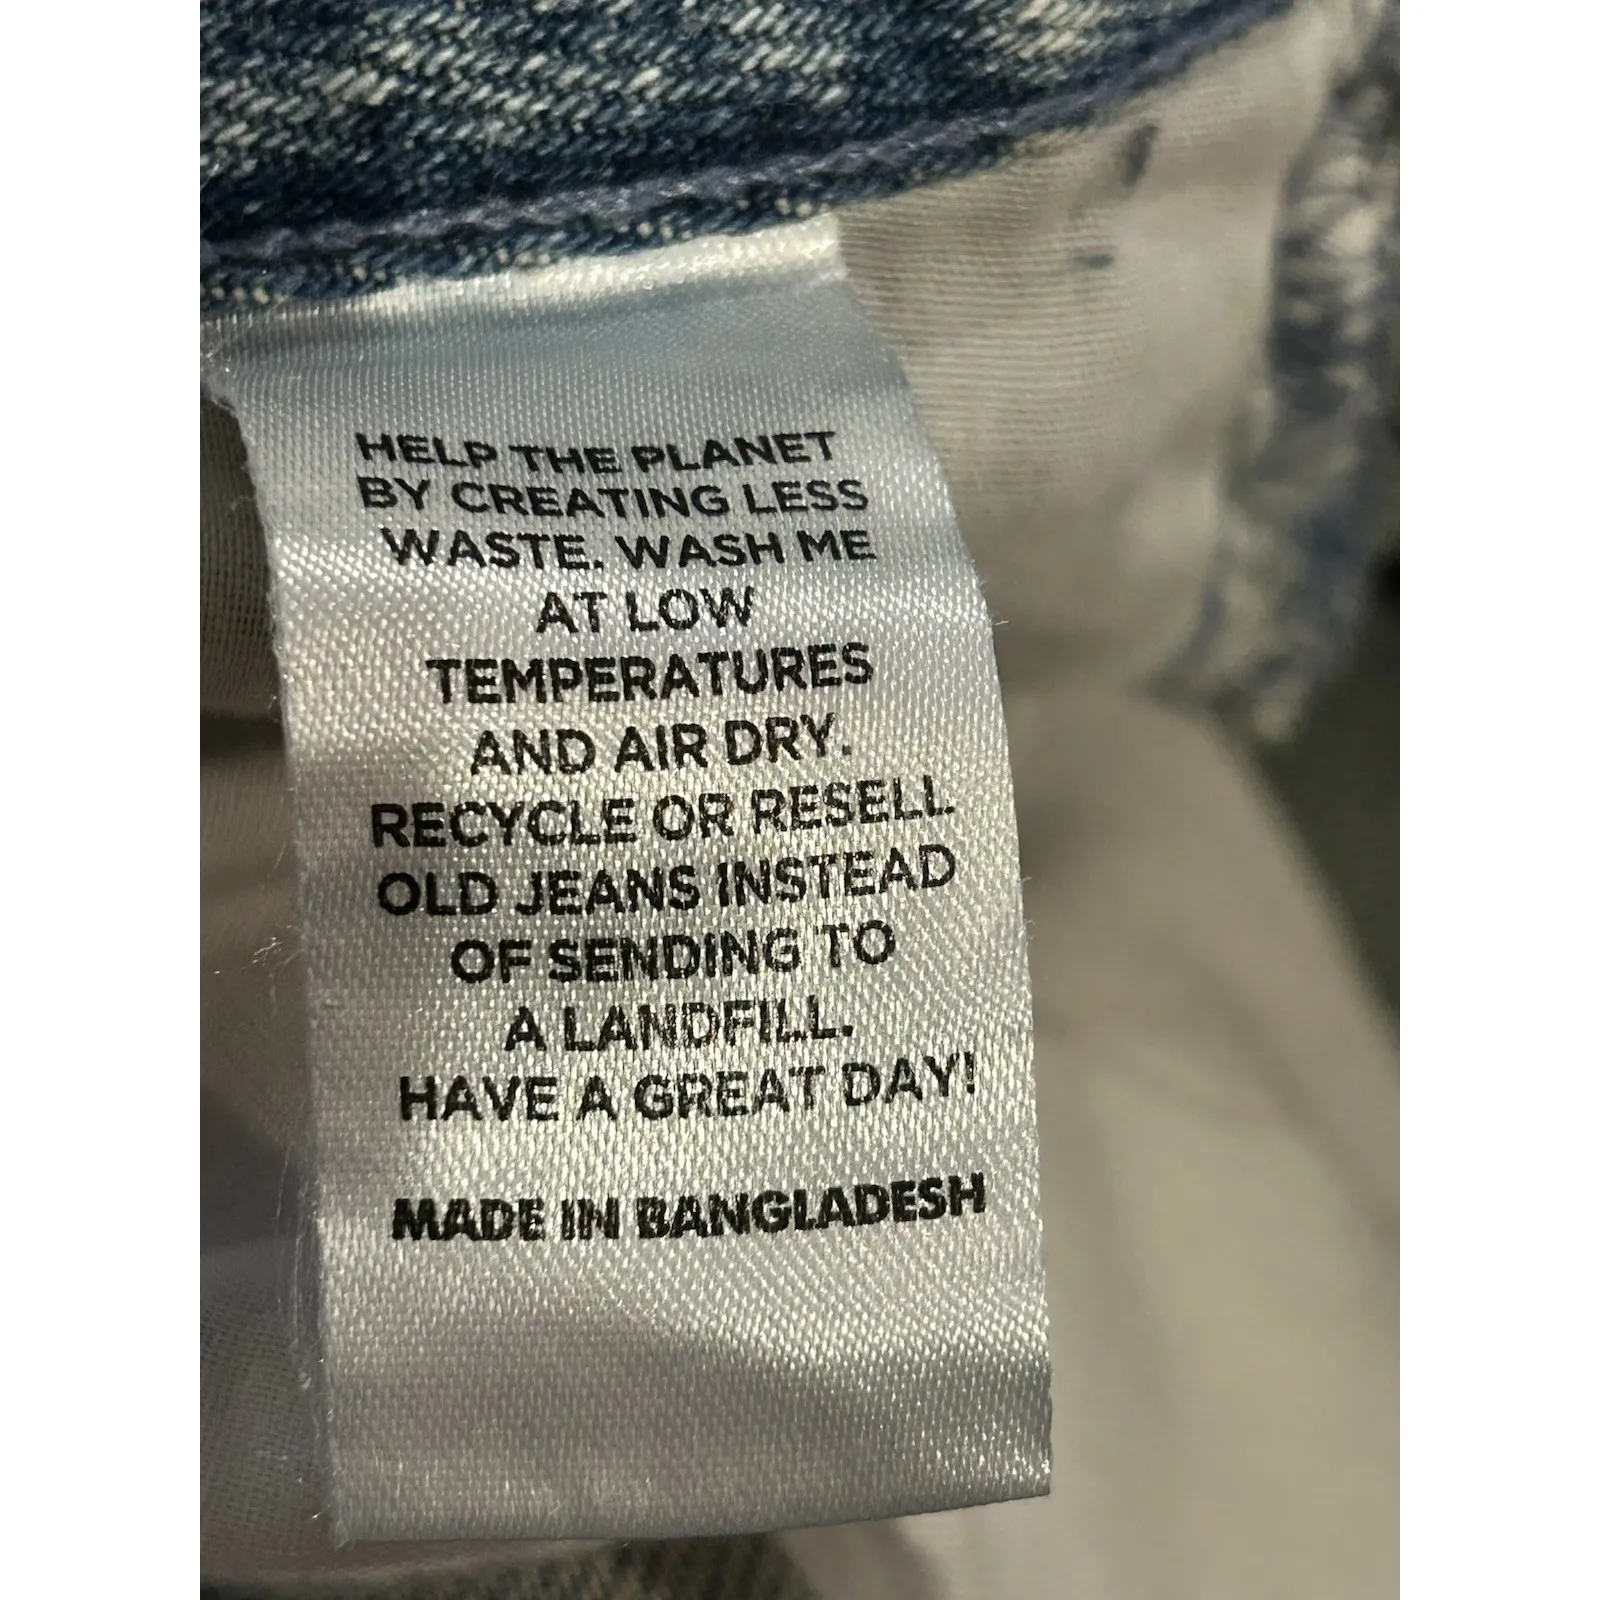 HELP THE PLANET
BY CREATING LESS
WASTE. WASH ME
AT LOW
TEMPERATURES
AND AIR DRY.
RECYCLE OR RESELL
OLD JEANS INSTEAD
OF SENDING TO
A LANDFILL.
HAVE A GREAT DAY!
MADE IN BANGLADESH